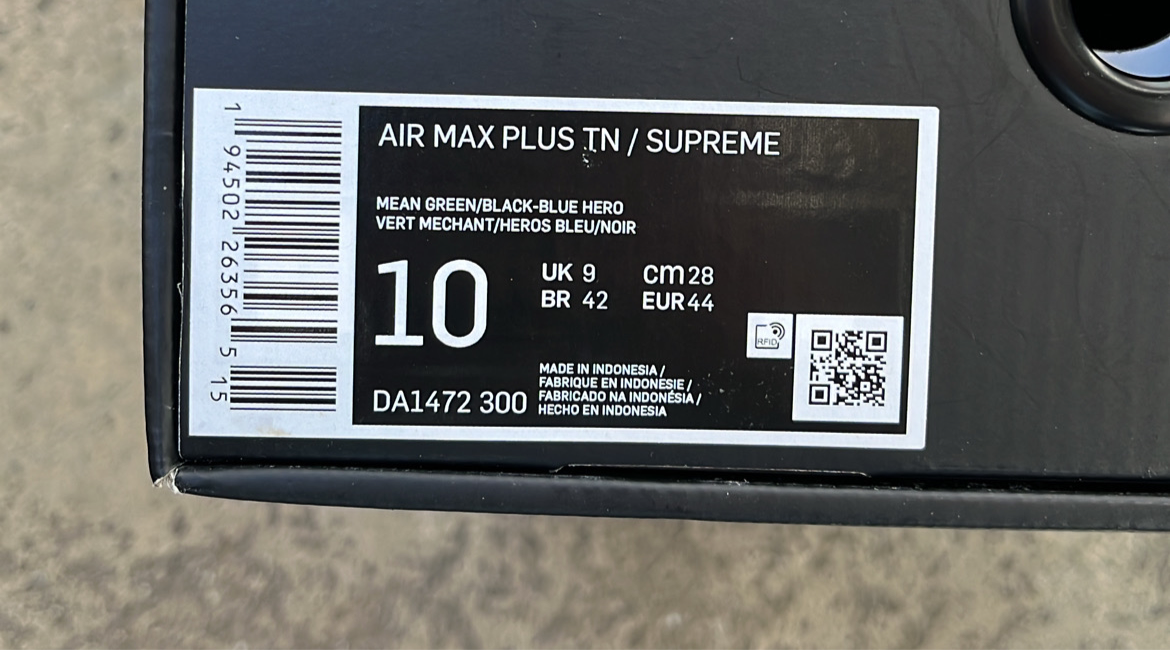 1 94502 26356 5 15
AIR MAX PLUS TN / SUPREME
MEAN GREEN/BLACK-BLUE HERO
VERT MECHANT/HEROS BLEU/NOIR
10
UK 9 cm 28
BR 42 EUR 44
RFID
MADE IN INDONESIA /
FABRIQUE EN INDONESIE /
FABRICADO NA INDONÉSIA /
HECHO EN INDONESIA
DA1472 300